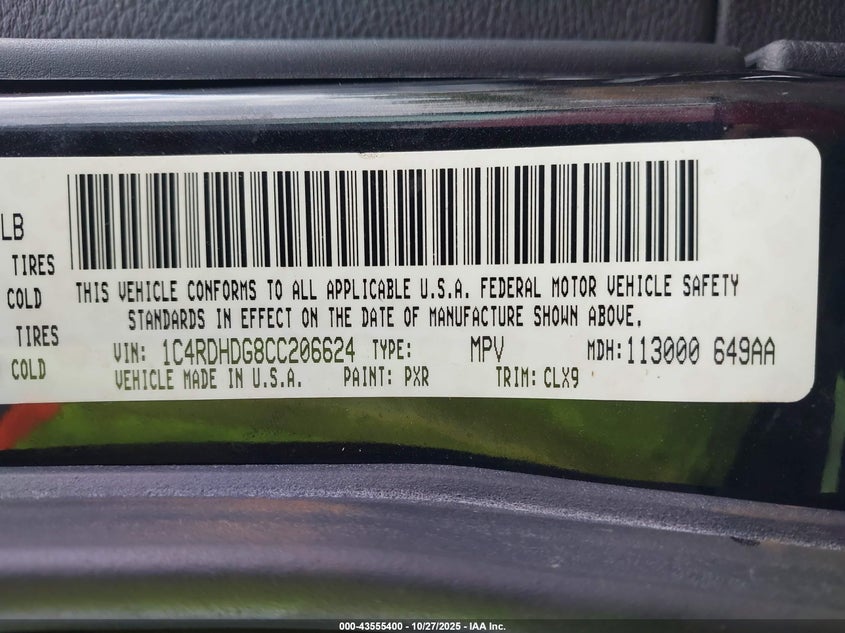 LB
TIRES
COLD
TIRES
COLD
THIS VEHICLE CONFORMS TO ALL APPLICABLE U.S.A. FEDERAL MOTOR VEHICLE SAFETY
STANDARDS IN EFFECT ON THE DATE OF MANUFACTURE SHOWN ABOVE.
VIN: 1C4RDHDG8CC206624 TYPE: MPV MDH:113000 649AA
VEHICLE MADE IN U.S.A. PAINT: PXR TRIM: CLX9
000-43555400 • 10/27/2025 • IAA Inc.